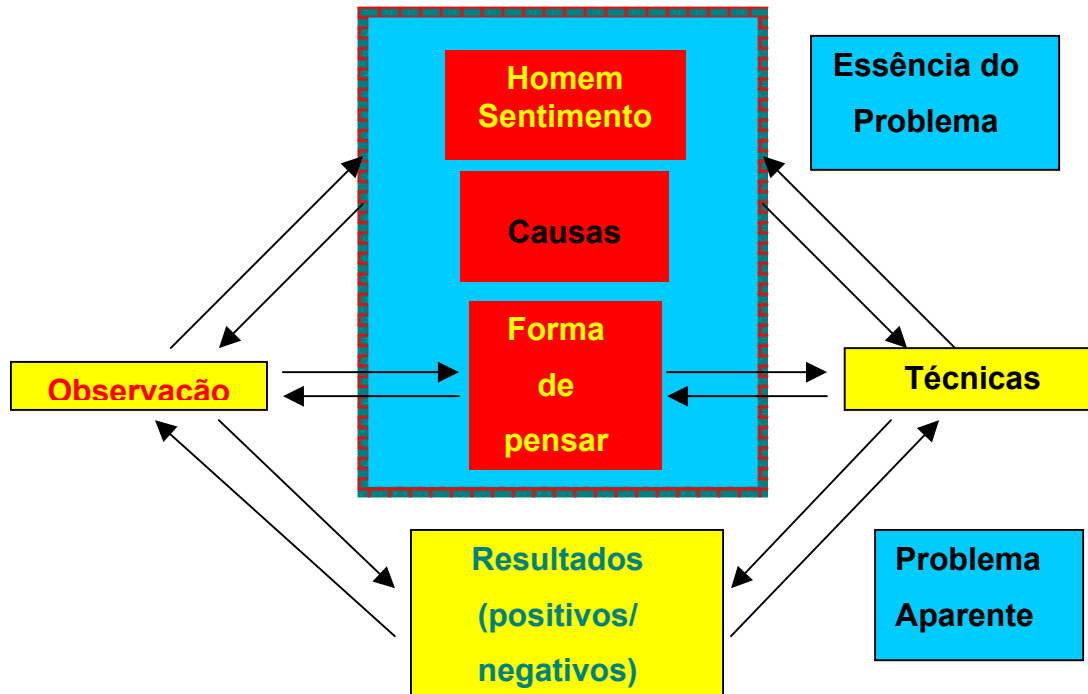 Homem
Sentimento
Essência do
Problema
Causas
Forma
de
pensar
Observação
Técnicas
Resultados
(positivos/
negativos)
Problema
Aparente